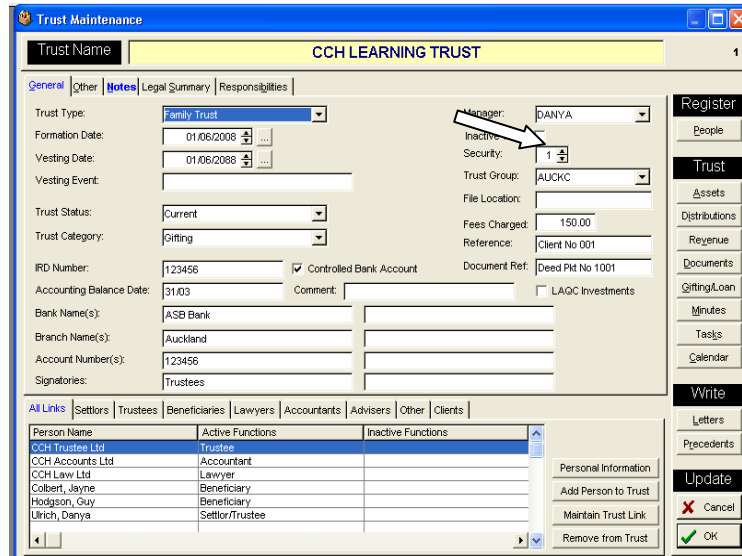 Trust Maintenance
Trust Name CCH LEARNING TRUST 1
General Other Notes Legal Summary Responsibilities
Trust Type: Family Trust Manager: DANYA
Formation Date: 01/06/2008 ... Inactive
Vesting Date: 01/06/2088 ... Security: 1
Vesting Event: Trust Group: AUCKC
File Location:
Trust Status: Current Fees Charged: 150.00
Trust Category: Gifting Reference: Client No 001
IRD Number: 123456 Controlled Bank Account Document Ref: Deed Pkt No 1001
Accounting Balance Date: 31/03 Comment: LAQC Investments
Bank Name(s): ASB Bank
Branch Name(s): Auckland
Account Number(s): 123456
Signatories: Trustees
All Links Settlors Trustees Beneficiaries Lawyers Accountants Advisers Other Clients
Person Name Active Functions Inactive Functions
CCH Trustee Ltd Trustee
CCH Accounts Ltd Accountant
CCH Law Ltd Lawyer
Colbert, Jayne Beneficiary
Hodgson, Guy Beneficiary
Ulrich, Danya Settlor/Trustee
Personal Information
Add Person to Trust
Maintain Trust Link
Remove from Trust
Register
People
Trust
Assets
Distributions
Revenue
Documents
Gifting/Loan
Minutes
Tasks
Calendar
Write
Letters
Precedents
Update
Cancel
OK